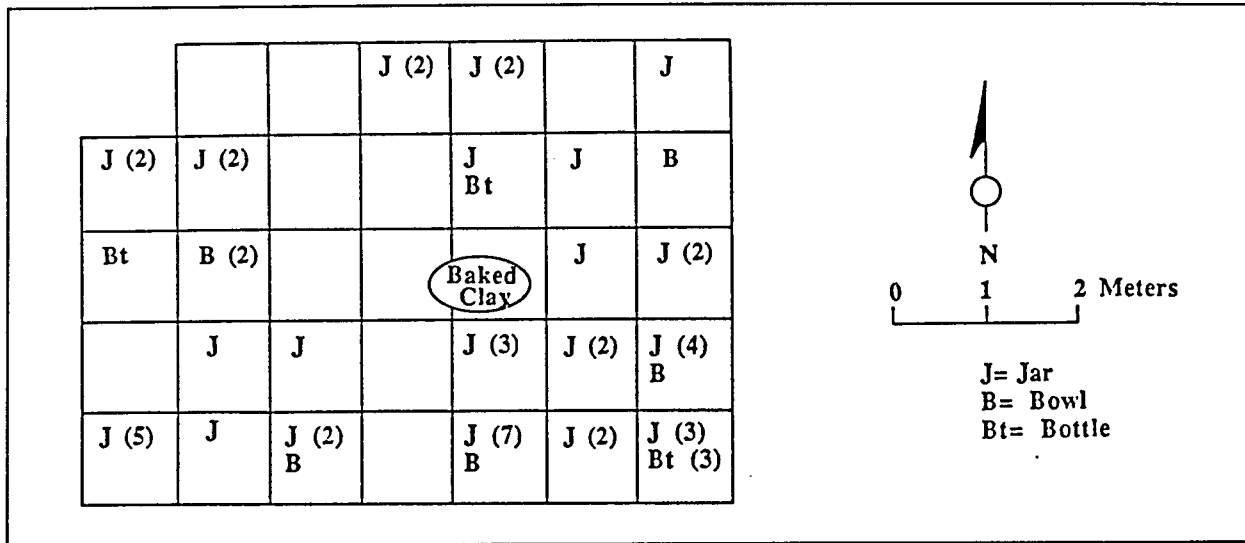 J (2) J (2) J
J (2) J (2) J J B
Bt
Bt B (2) J J (2)
Baked
Clay
J J J (3) J (2) J (4)
B
J (5) J J (2) J (7) J (2) J (3)
B B Bt (3)
N
0 1 2 Meters
J= Jar
B= Bowl
Bt= Bottle